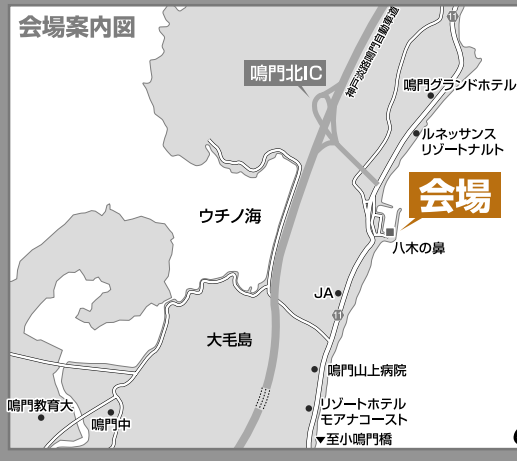 会場案内図
11
神戸淡路鳴門自動車道
鳴門北IC
鳴門グランドホテル
ルネッサンス
リゾートナルト
会場
ウチノ海
八木の鼻
JA
11
大毛島
鳴門山上病院
鳴門教育大
鳴門中
リゾートホテル
モアナコースト
▼至小鳴門橋